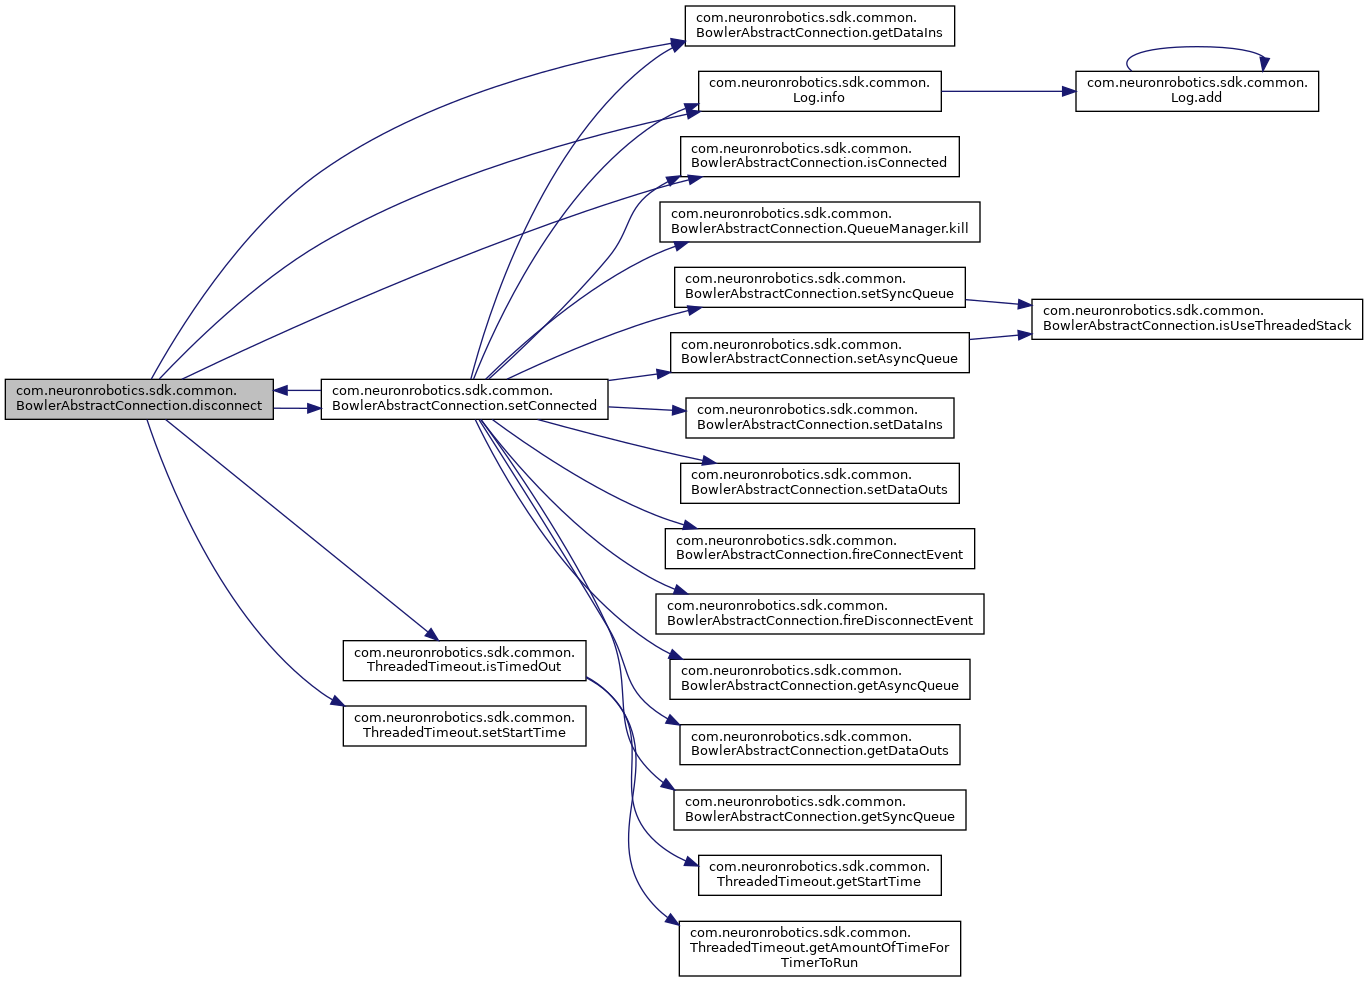 com.neuronrobotics.sdk.common.
BowlerAbstractConnection.disconnect
com.neuronrobotics.sdk.common.
BowlerAbstractConnection.setConnected
com.neuronrobotics.sdk.common.
ThreadedTimeout.isTimedOut
com.neuronrobotics.sdk.common.
ThreadedTimeout.setStartTime
com.neuronrobotics.sdk.common.
BowlerAbstractConnection.getDataIns
com.neuronrobotics.sdk.common.
Log.info
com.neuronrobotics.sdk.common.
BowlerAbstractConnection.isConnected
com.neuronrobotics.sdk.common.
BowlerAbstractConnection.QueueManager.kill
com.neuronrobotics.sdk.common.
BowlerAbstractConnection.setSyncQueue
com.neuronrobotics.sdk.common.
BowlerAbstractConnection.setAsyncQueue
com.neuronrobotics.sdk.common.
BowlerAbstractConnection.setDataIns
com.neuronrobotics.sdk.common.
BowlerAbstractConnection.setDataOuts
com.neuronrobotics.sdk.common.
BowlerAbstractConnection.fireConnectEvent
com.neuronrobotics.sdk.common.
BowlerAbstractConnection.fireDisconnectEvent
com.neuronrobotics.sdk.common.
BowlerAbstractConnection.getAsyncQueue
com.neuronrobotics.sdk.common.
BowlerAbstractConnection.getDataOuts
com.neuronrobotics.sdk.common.
BowlerAbstractConnection.getSyncQueue
com.neuronrobotics.sdk.common.
ThreadedTimeout.getStartTime
com.neuronrobotics.sdk.common.
ThreadedTimeout.getAmountOfTimeFor
TimerToRun
com.neuronrobotics.sdk.common.
Log.add
com.neuronrobotics.sdk.common.
BowlerAbstractConnection.isUseThreadedStack